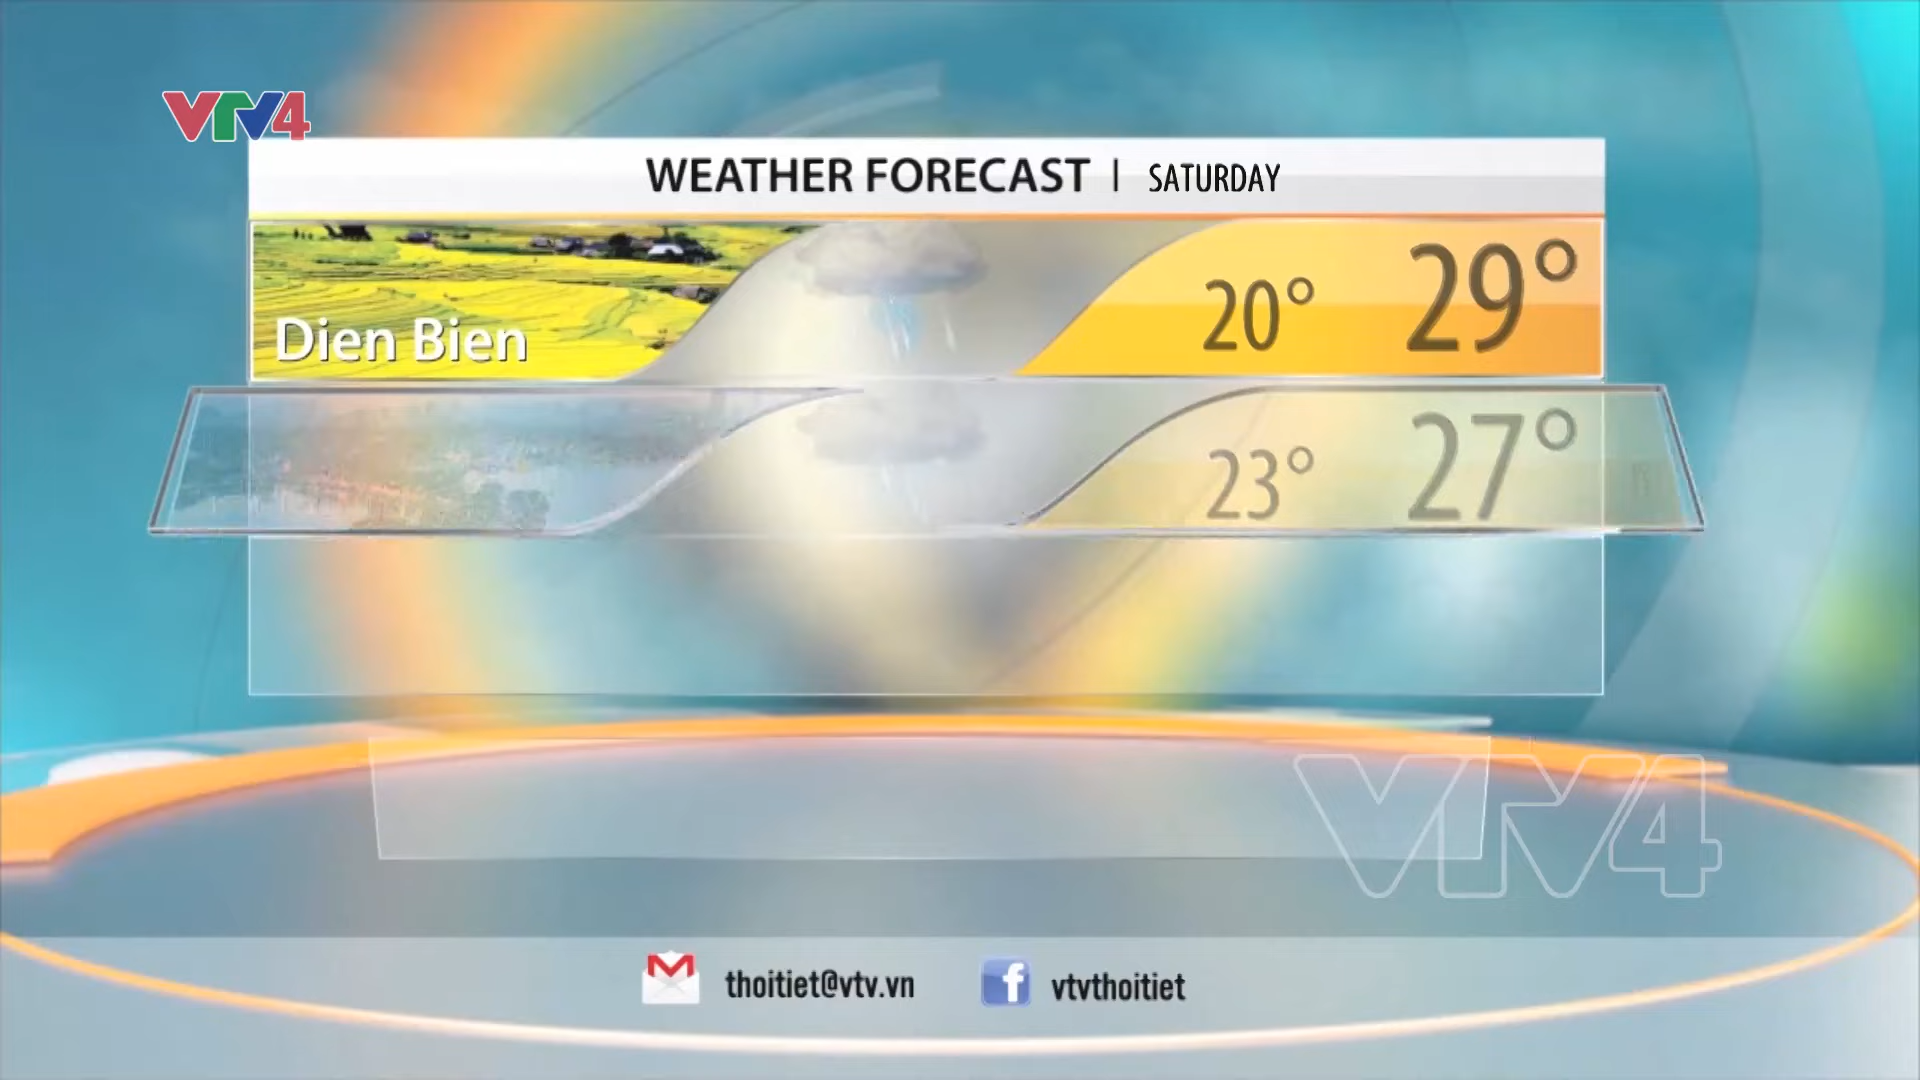 VTV4
WEATHER FORECAST | SATURDAY
Dien Bien
20° 29°
23° 27°
VTV4
thoitiet@vtv.vn
vtvthoitiet